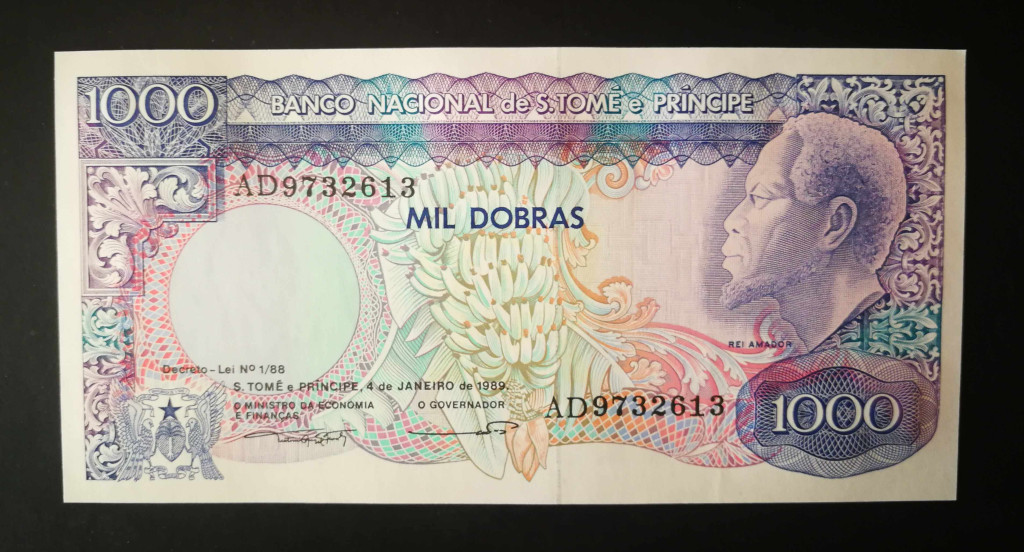 1000
BANCO NACIONAL de S.TOMÉ e PRÍNCIPE
AD9732613
MIL DOBRAS
REI AMADOR
Decreto-Lei Nº 1/88
S. TOMÉ e PRÍNCIPE, 4 de JANEIRO de 1989.
O MINISTRO DA ECONOMIA
E FINANÇAS
O GOVERNADOR
AD9732613
1000